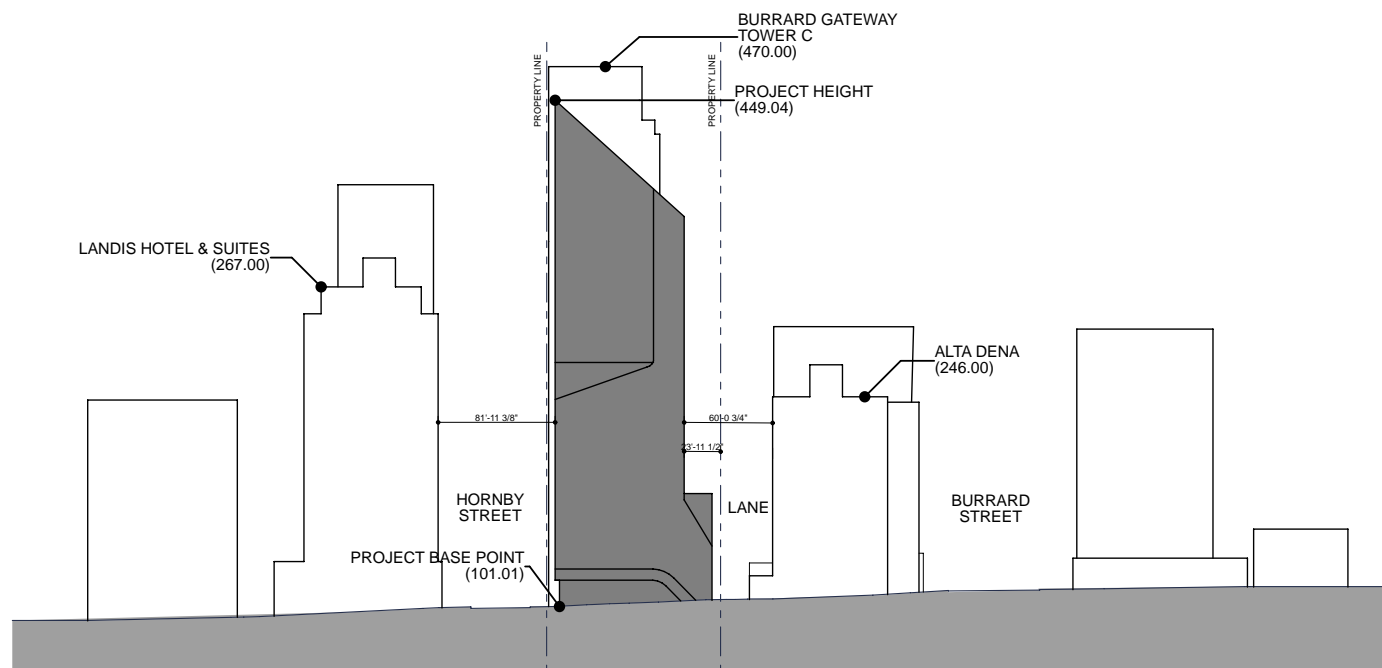 BURRARD GATEWAY
TOWER C
(470.00)
PROPERTY LINE
PROPERTY LINE
PROJECT HEIGHT
(449.04)
LANDIS HOTEL & SUITES
(267.00)
ALTA DENA
(246.00)
81'-11 3/8"
60'-0 3/4"
23'-11 1/2"
HORNBY
STREET
LANE
BURRARD
STREET
PROJECT BASE POINT
(101.01)